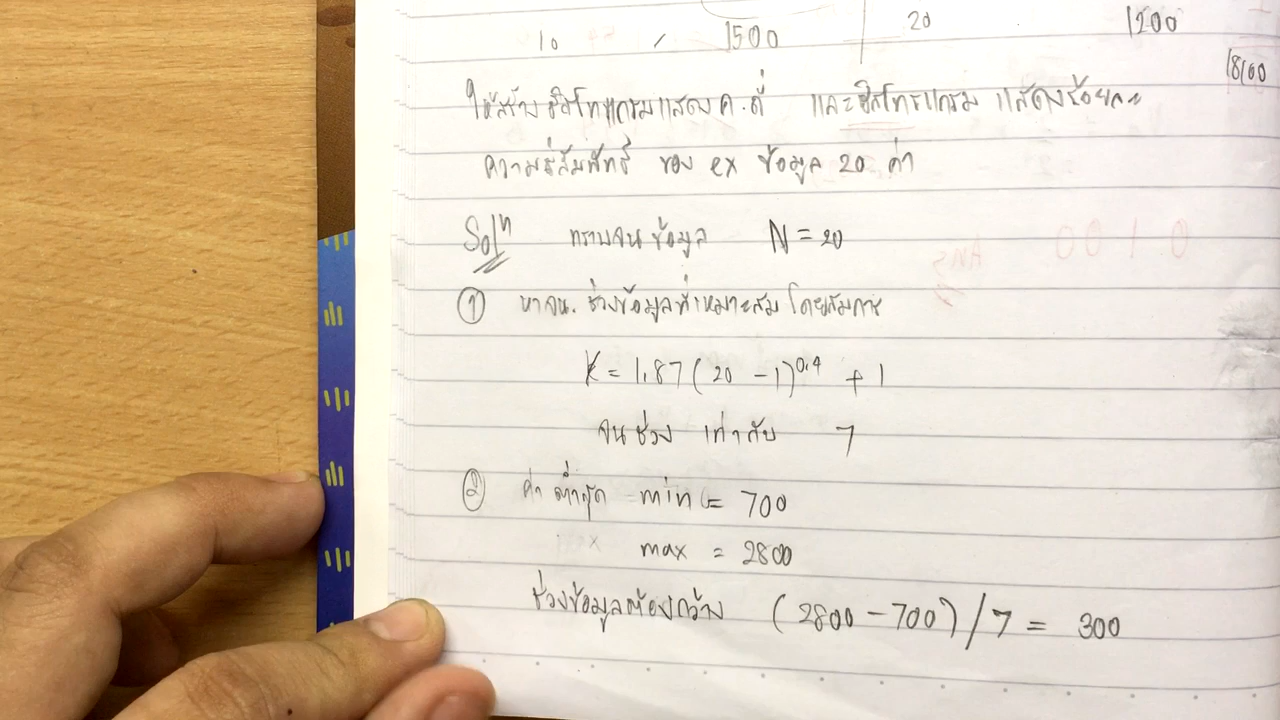 10 , 1500 20 1200
18100
ให้สร้างฮิสโทแกรมแสดง ค.ถี่ และฮิสโทรแกรม แสดงร้อยละ
ความถี่สัมพัทธ์ ของ ex ข้อมูล 20 ค่า
Solⁿ ทราบจน ข้อมูล N = 20
① หาจน. ช่วงข้อมูลที่เหมาะสม โดยสมการ
K = 1.87 ( 20 - 1 )^0.4 + 1
จนช่วง เท่ากับ 7
② ค่า ต่ำสุด min = 700
max = 2800
ช่วงข้อมูลต้องกว้าง ( 2800 - 700 ) / 7 = 300